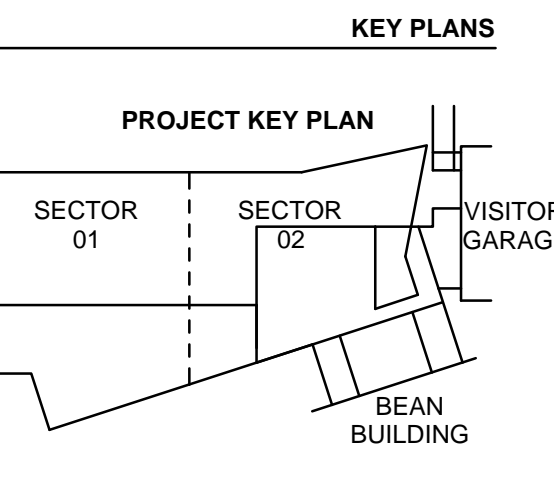 KEY PLANS
PROJECT KEY PLAN
SECTOR
01
SECTOR
02
VISITOR
GARAG
BEAN
BUILDING